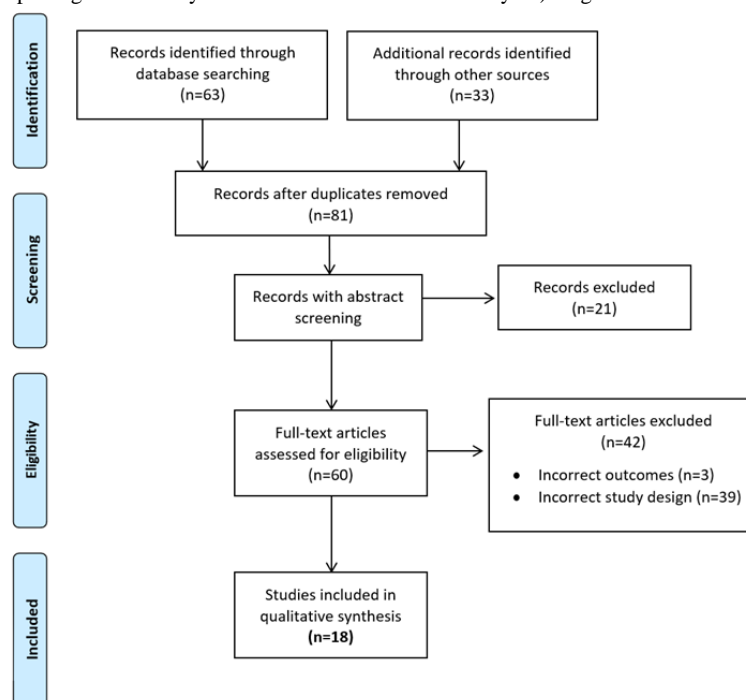 Identification
Records identified through
database searching
(n=63)
Additional records identified
through other sources
(n=33)
Records after duplicates removed
(n=81)
Screening
Records with abstract
screening
Records excluded
(n=21)
Eligibility
Full-text articles
assessed for eligibility
(n=60)
Full-text articles excluded
(n=42)
• Incorrect outcomes (n=3)
• Incorrect study design (n=39)
Included
Studies included in
qualitative synthesis
(n=18)